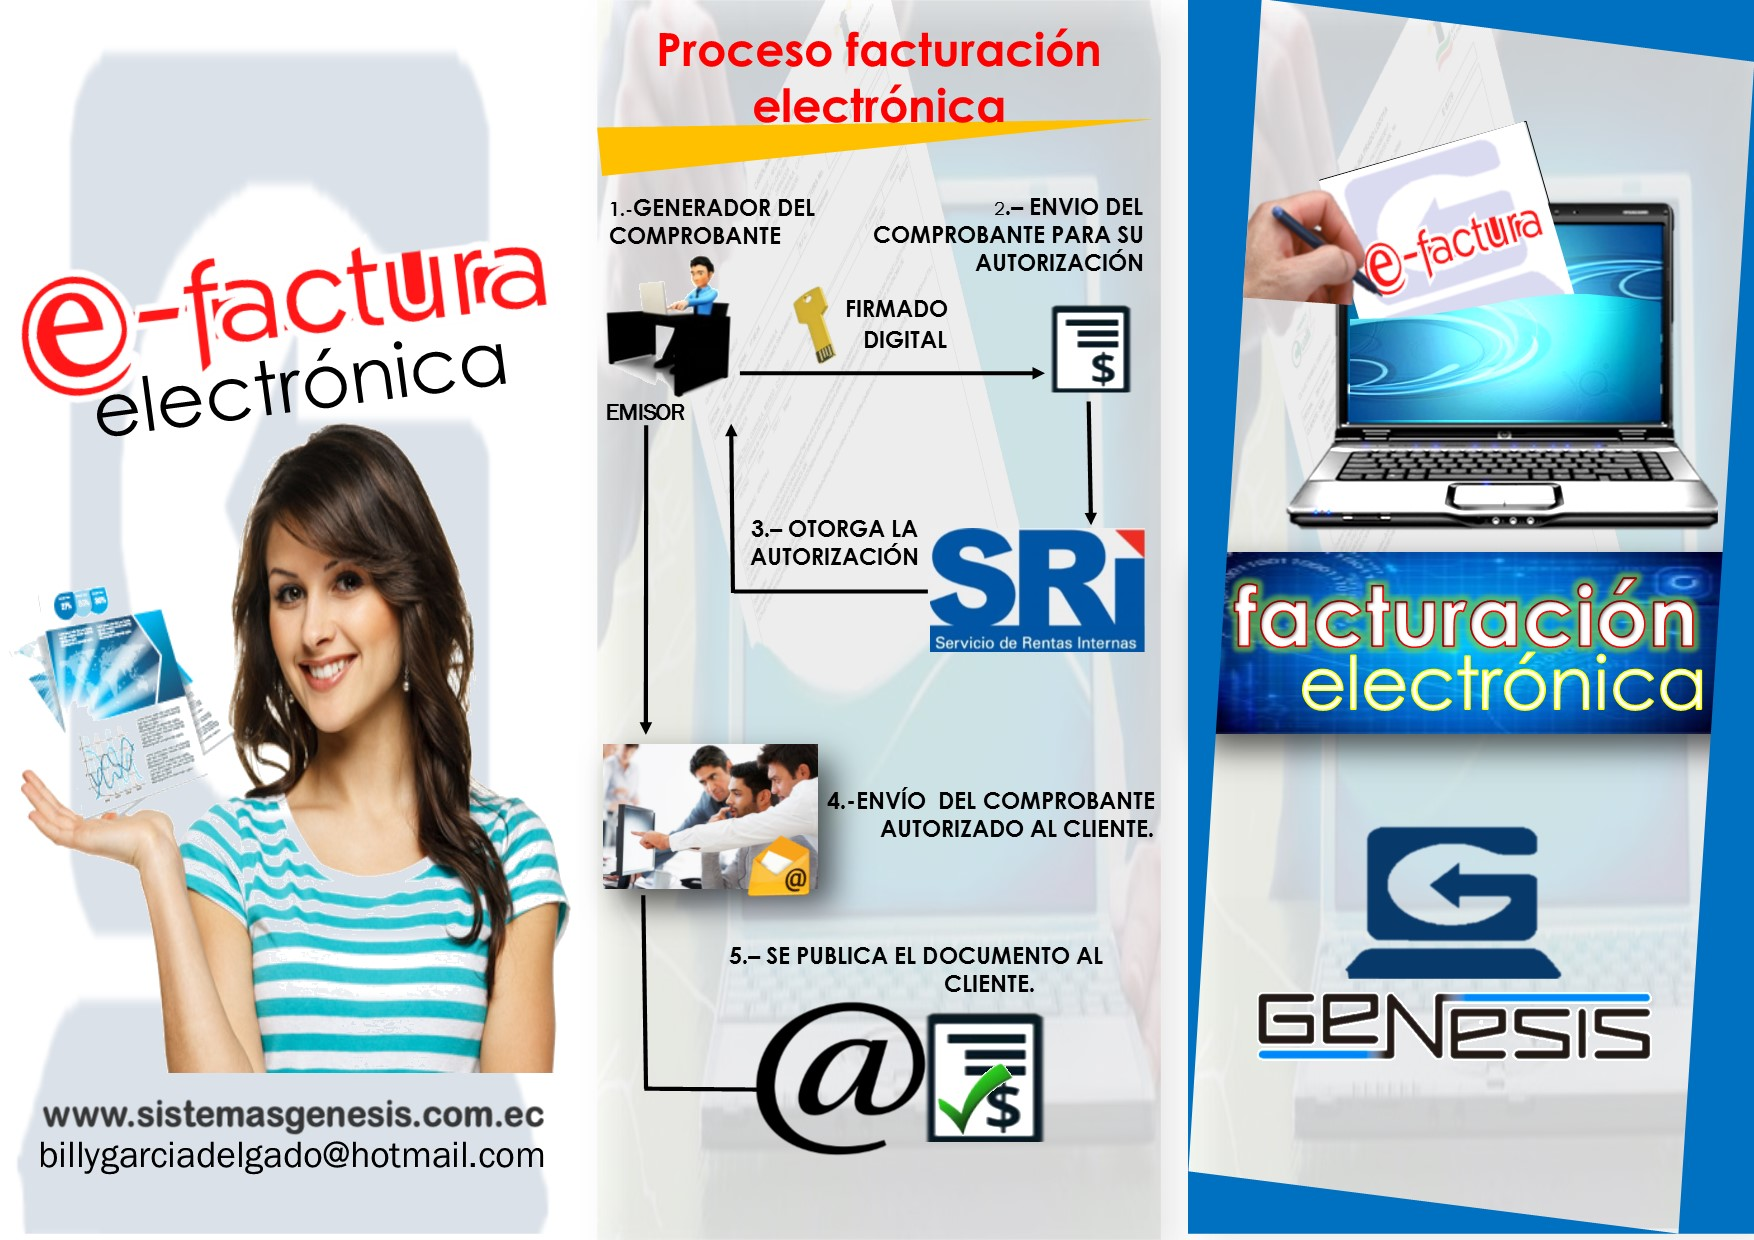 e-factura
electrónica
www.sistemasgenesis.com.ec
billygarciadelgado@hotmail.com
Proceso facturación
electrónica
1.-GENERADOR DEL
COMPROBANTE
2.– ENVIO DEL
COMPROBANTE PARA SU
AUTORIZACIÓN
FIRMADO
DIGITAL
$
EMISOR
3.– OTORGA LA
AUTORIZACIÓN
SRi
Servicio de Rentas Internas
4.-ENVÍO  DEL COMPROBANTE
AUTORIZADO AL CLIENTE.
@
5.– SE PUBLICA EL DOCUMENTO AL
CLIENTE.
@
$
e-factura
facturación
electrónica
G
GENESIS